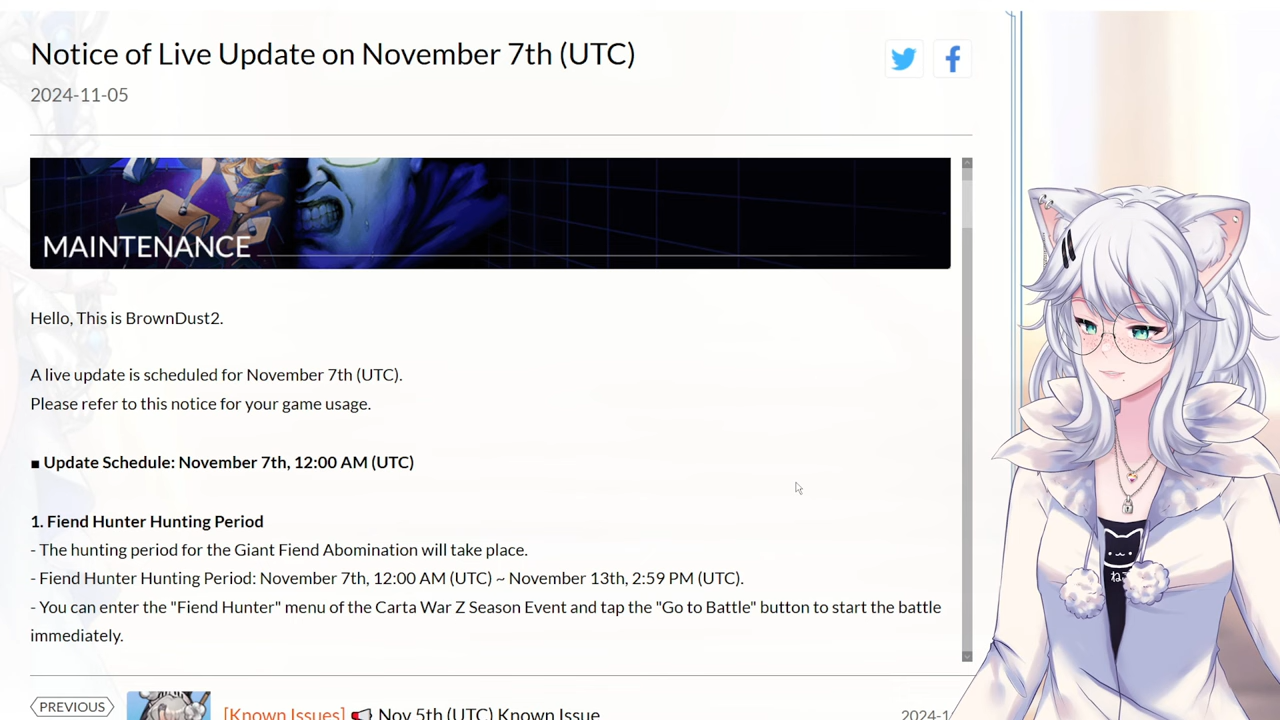 Notice of Live Update on November 7th (UTC)
2024-11-05
MAINTENANCE
Hello, This is BrownDust2.
A live update is scheduled for November 7th (UTC).
Please refer to this notice for your game usage.
■ Update Schedule: November 7th, 12:00 AM (UTC)
1. Fiend Hunter Hunting Period
- The hunting period for the Giant Fiend Abomination will take place.
- Fiend Hunter Hunting Period: November 7th, 12:00 AM (UTC) ~ November 13th, 2:59 PM (UTC).
- You can enter the "Fiend Hunter" menu of the Carta War Z Season Event and tap the "Go to Battle" button to start the battle
immediately.
PREVIOUS
[Known Issues] 📢 Nov 5th (UTC) Known Issue
2024-1